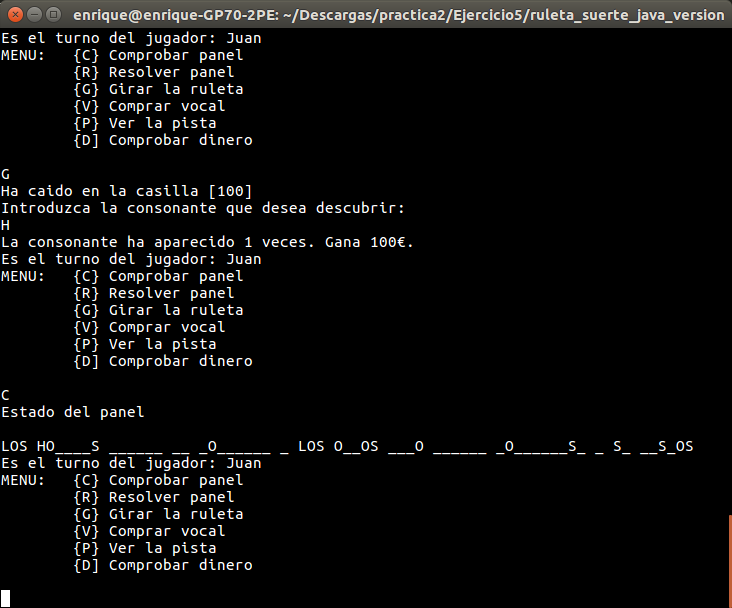 enrique@enrique-GP70-2PE: ~/Descargas/practica2/Ejercicio5/ruleta_suerte_java_version
Es el turno del jugador: Juan
MENU:   {C} Comprobar panel
        {R} Resolver panel
        {G} Girar la ruleta
        {V} Comprar vocal
        {P} Ver la pista
        {D] Comprobar dinero

G
Ha caido en la casilla [100]
Introduzca la consonante que desea descubrir:
H
La consonante ha aparecido 1 veces. Gana 100€.
Es el turno del jugador: Juan
MENU:   {C} Comprobar panel
        {R} Resolver panel
        {G} Girar la ruleta
        {V} Comprar vocal
        {P} Ver la pista
        {D] Comprobar dinero

C
Estado del panel

LOS HO____S ______ __ _O______ _ LOS O__OS ___O ______ _O______S_ _ S_ __S_OS
Es el turno del jugador: Juan
MENU:   {C} Comprobar panel
        {R} Resolver panel
        {G} Girar la ruleta
        {V} Comprar vocal
        {P} Ver la pista
        {D] Comprobar dinero